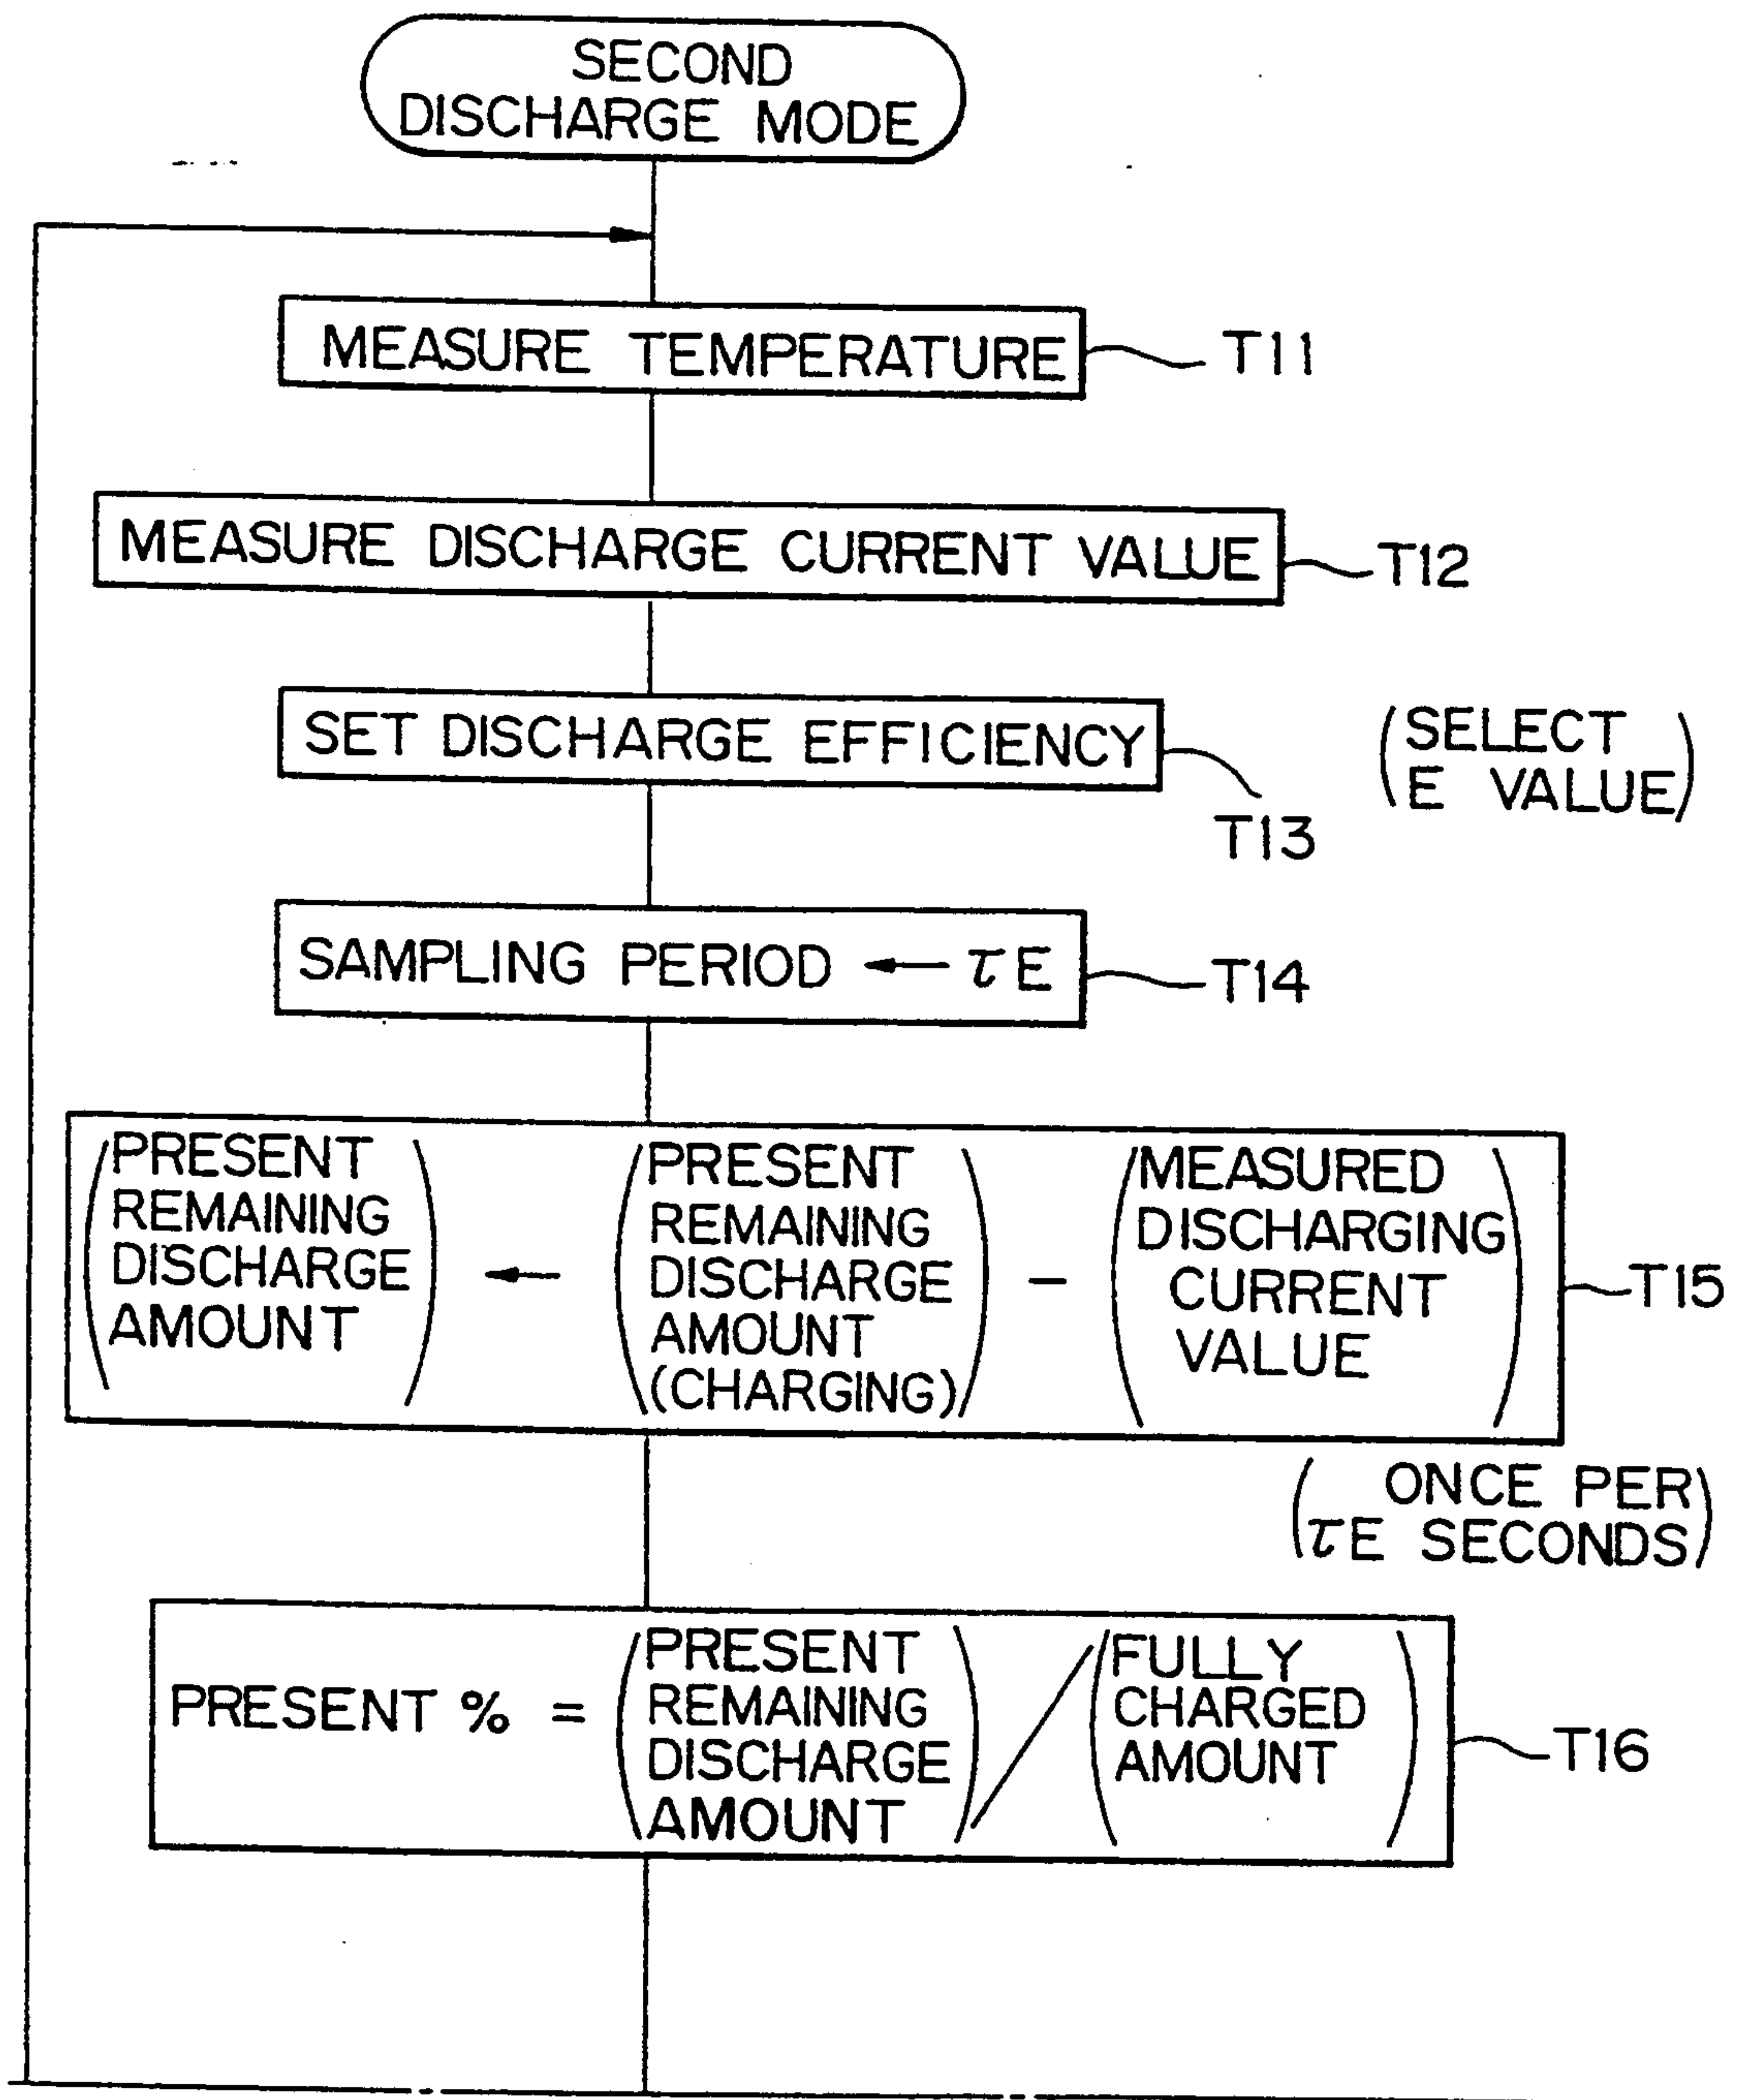 SECOND
DISCHARGE MODE
MEASURE TEMPERATURE
T11
MEASURE DISCHARGE CURRENT VALUE
T12
SET DISCHARGE EFFICIENCY
T13
(SELECT
E VALUE)
SAMPLING PERIOD ← τE
T14
(PRESENT
REMAINING
DISCHARGE
AMOUNT)
←
(PRESENT
REMAINING
DISCHARGE
AMOUNT
(CHARGING))
−
(MEASURED
DISCHARGING
CURRENT
VALUE)
T15
(ONCE PER
τE SECONDS)
PRESENT % =
(PRESENT
REMAINING
DISCHARGE
AMOUNT)
/
(FULLY
CHARGED
AMOUNT)
T16